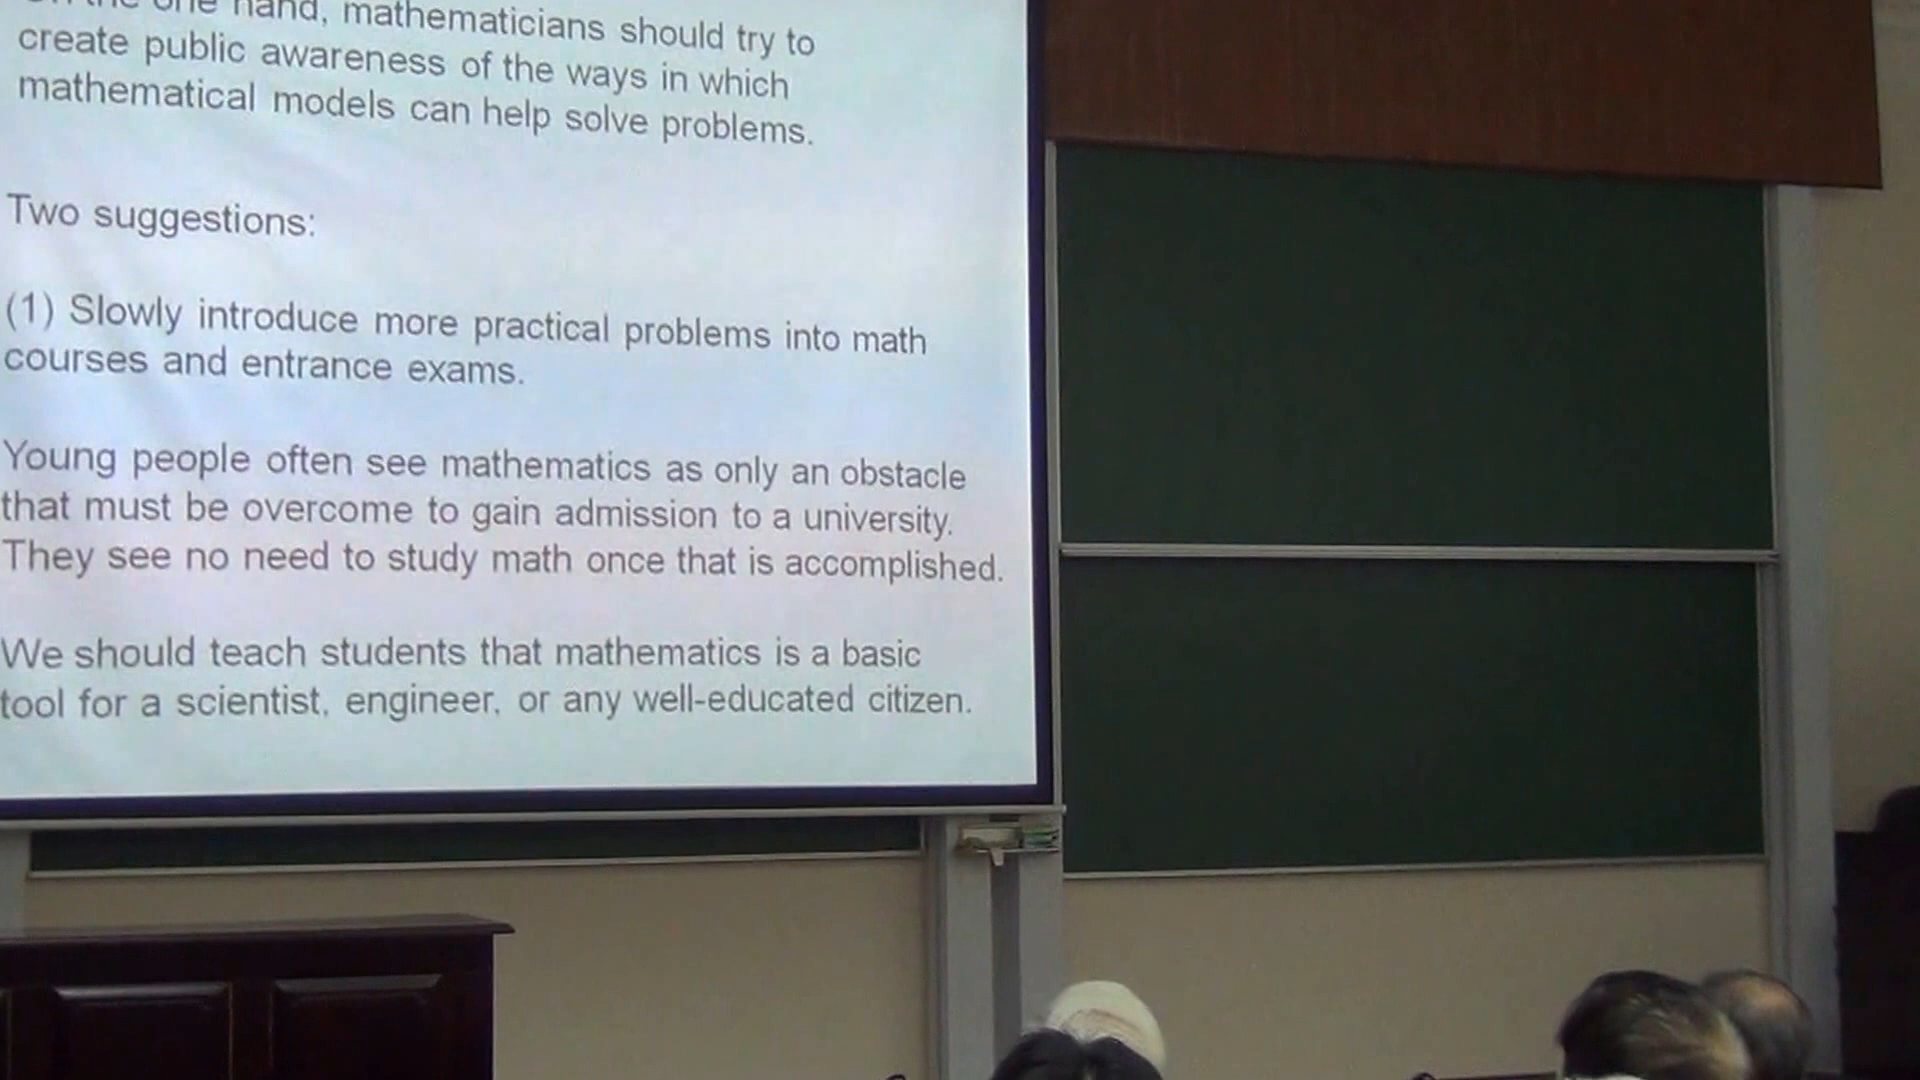 the one hand, mathematicians should try to
create public awareness of the ways in which
mathematical models can help solve problems.
Two suggestions:
(1) Slowly introduce more practical problems into math
courses and entrance exams.
Young people often see mathematics as only an obstacle
that must be overcome to gain admission to a university.
They see no need to study math once that is accomplished.
We should teach students that mathematics is a basic
tool for a scientist, engineer, or any well-educated citizen.